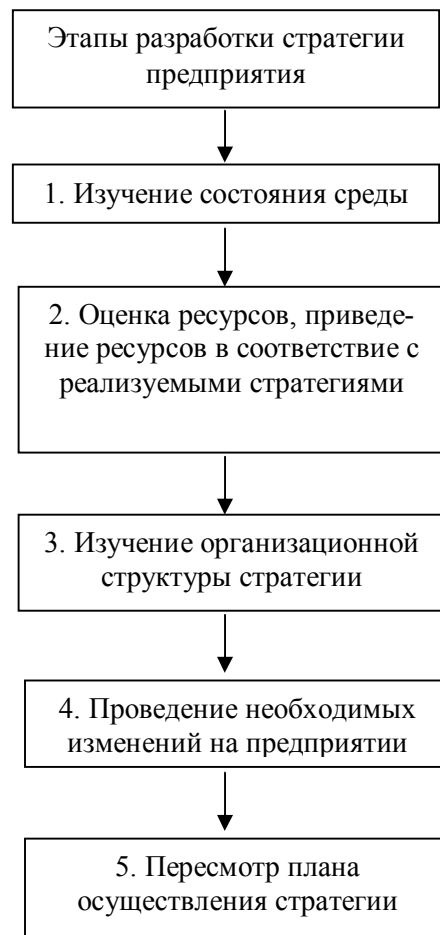 Этапы разработки стратегии
предприятия
1. Изучение состояния среды
2. Оценка ресурсов, приведе-
ние ресурсов в соответствие с
реализуемыми стратегиями
3. Изучение организационной
структуры стратегии
4. Проведение необходимых
изменений на предприятии
5. Пересмотр плана
осуществления стратегии